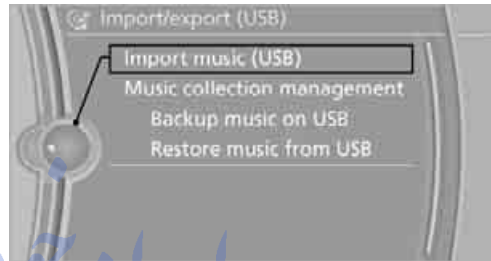 Import/export (USB)
Import music (USB)
Music collection management
Backup music on USB
Restore music from USB